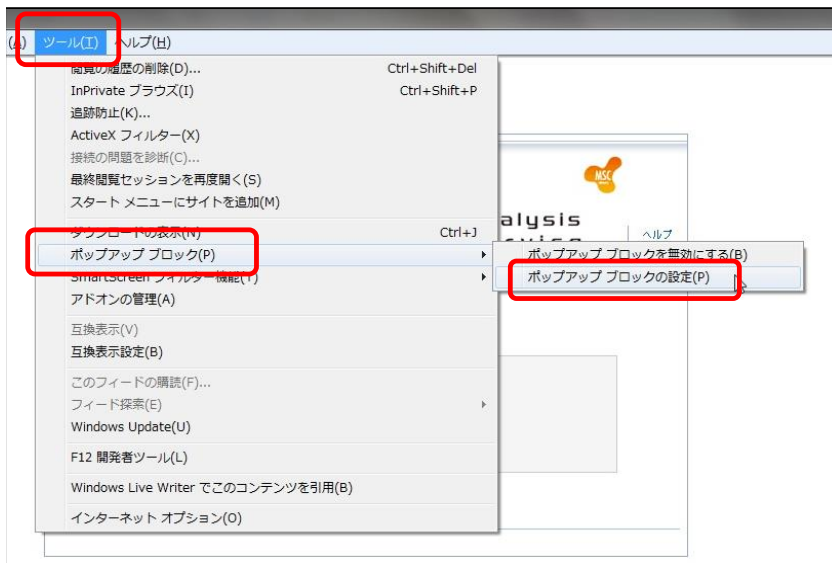 (A) ツール(T) ヘルプ(H)
閲覧の履歴の削除(D)... Ctrl+Shift+Del
InPrivate ブラウズ(I) Ctrl+Shift+P
追跡防止(K)...
ActiveX フィルター(X)
接続の問題を診断(C)...
最終閲覧セッションを再度開く(S)
スタート メニューにサイトを追加(M)
MSC
alysis
ヘルプ
ダウンロードの表示(N) Ctrl+J
ポップアップ ブロック(P)
ポップアップ ブロックを無効にする(B)
SmartScreen フィルター機能(T)
ポップアップ ブロックの設定(P)
アドオンの管理(A)
互換表示(V)
互換表示設定(B)
このフィードの購読(F)...
フィード探索(E)
Windows Update(U)
F12 開発者ツール(L)
Windows Live Writer でこのコンテンツを引用(B)
インターネット オプション(O)